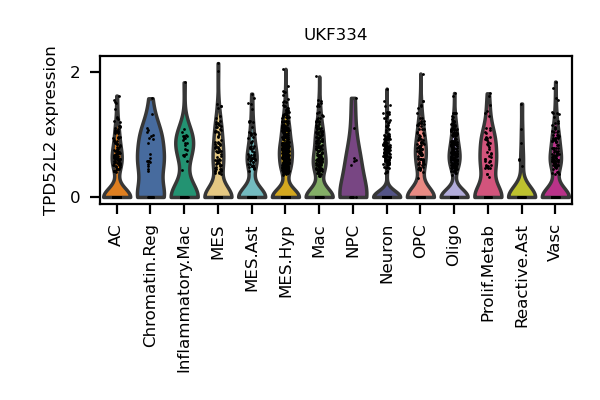 UKF334
TPD52L2 expression
2
0
AC
Chromatin.Reg
Inflammatory.Mac
MES
MES.Ast
MES.Hyp
Mac
NPC
Neuron
OPC
Oligo
Prolif.Metab
Reactive.Ast
Vasc